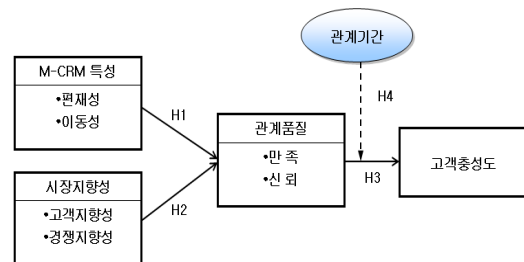 관계기간
M-CRM 특성
•편재성
•이동성
H1
H4
관계품질
•만 족
•신 뢰
H3
고객충성도
시장지향성
•고객지향성
•경쟁지향성
H2